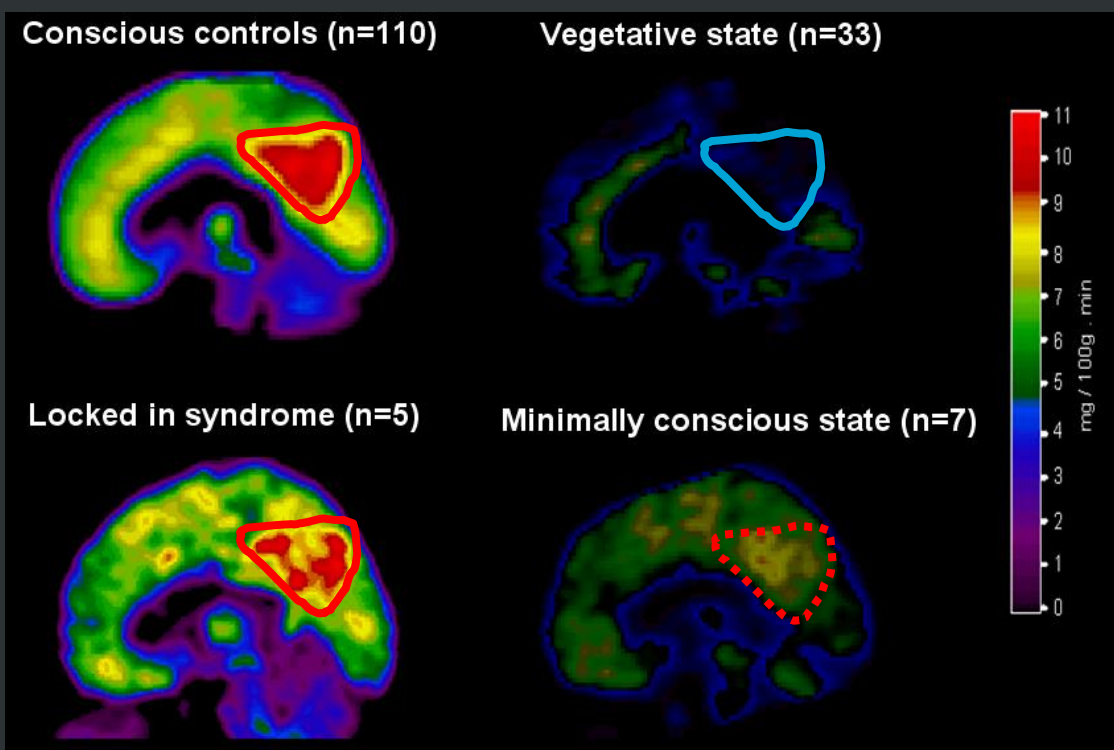 Conscious controls (n=110)
Vegetative state (n=33)
Locked in syndrome (n=5)
Minimally conscious state (n=7)
11
10
9
8
7
6
5
4
3
2
1
0
mg / 100g . min